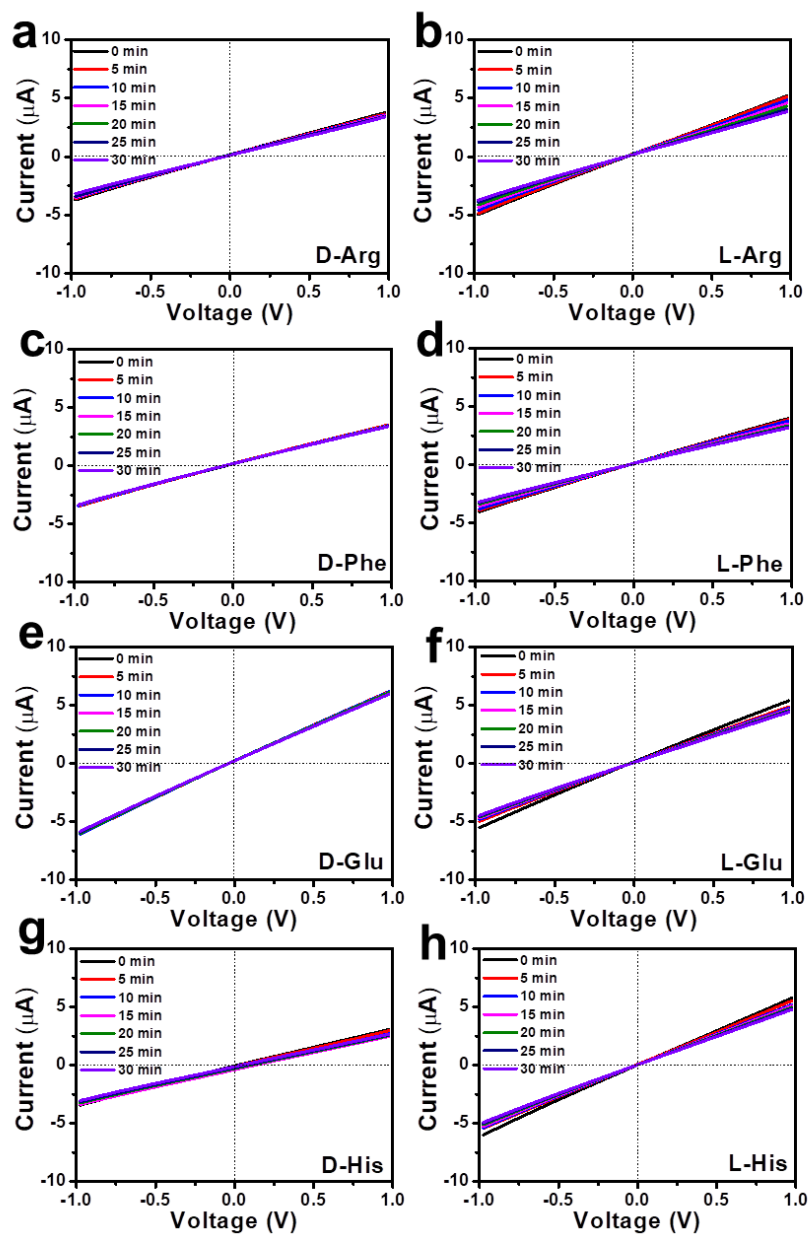 a
10
5
0
-5
-10
Current (μA)
0 min
5 min
10 min
15 min
20 min
25 min
30 min
D-Arg
-1.0 -0.5 0.0 0.5 1.0
Voltage (V)
b
10
5
0
-5
-10
Current (μA)
0 min
5 min
10 min
15 min
20 min
25 min
30 min
L-Arg
-1.0 -0.5 0.0 0.5 1.0
Voltage (V)
c
10
5
0
-5
-10
Current (μA)
0 min
5 min
10 min
15 min
20 min
25 min
30 min
D-Phe
-1.0 -0.5 0.0 0.5 1.0
Voltage (V)
d
10
5
0
-5
-10
Current (μA)
0 min
5 min
10 min
15 min
20 min
25 min
30 min
L-Phe
-1.0 -0.5 0.0 0.5 1.0
Voltage (V)
e
10
5
0
-5
-10
Current (μA)
0 min
5 min
10 min
15 min
20 min
25 min
30 min
D-Glu
-1.0 -0.5 0.0 0.5 1.0
Voltage (V)
f
10
5
0
-5
-10
Current (μA)
0 min
5 min
10 min
15 min
20 min
25 min
30 min
L-Glu
-1.0 -0.5 0.0 0.5 1.0
Voltage (V)
g
10
5
0
-5
-10
Current (μA)
0 min
5 min
10 min
15 min
20 min
25 min
30 min
D-His
-1.0 -0.5 0.0 0.5 1.0
Voltage (V)
h
10
5
0
-5
-10
Current (μA)
0 min
5 min
10 min
15 min
20 min
25 min
30 min
L-His
-1.0 -0.5 0.0 0.5 1.0
Voltage (V)